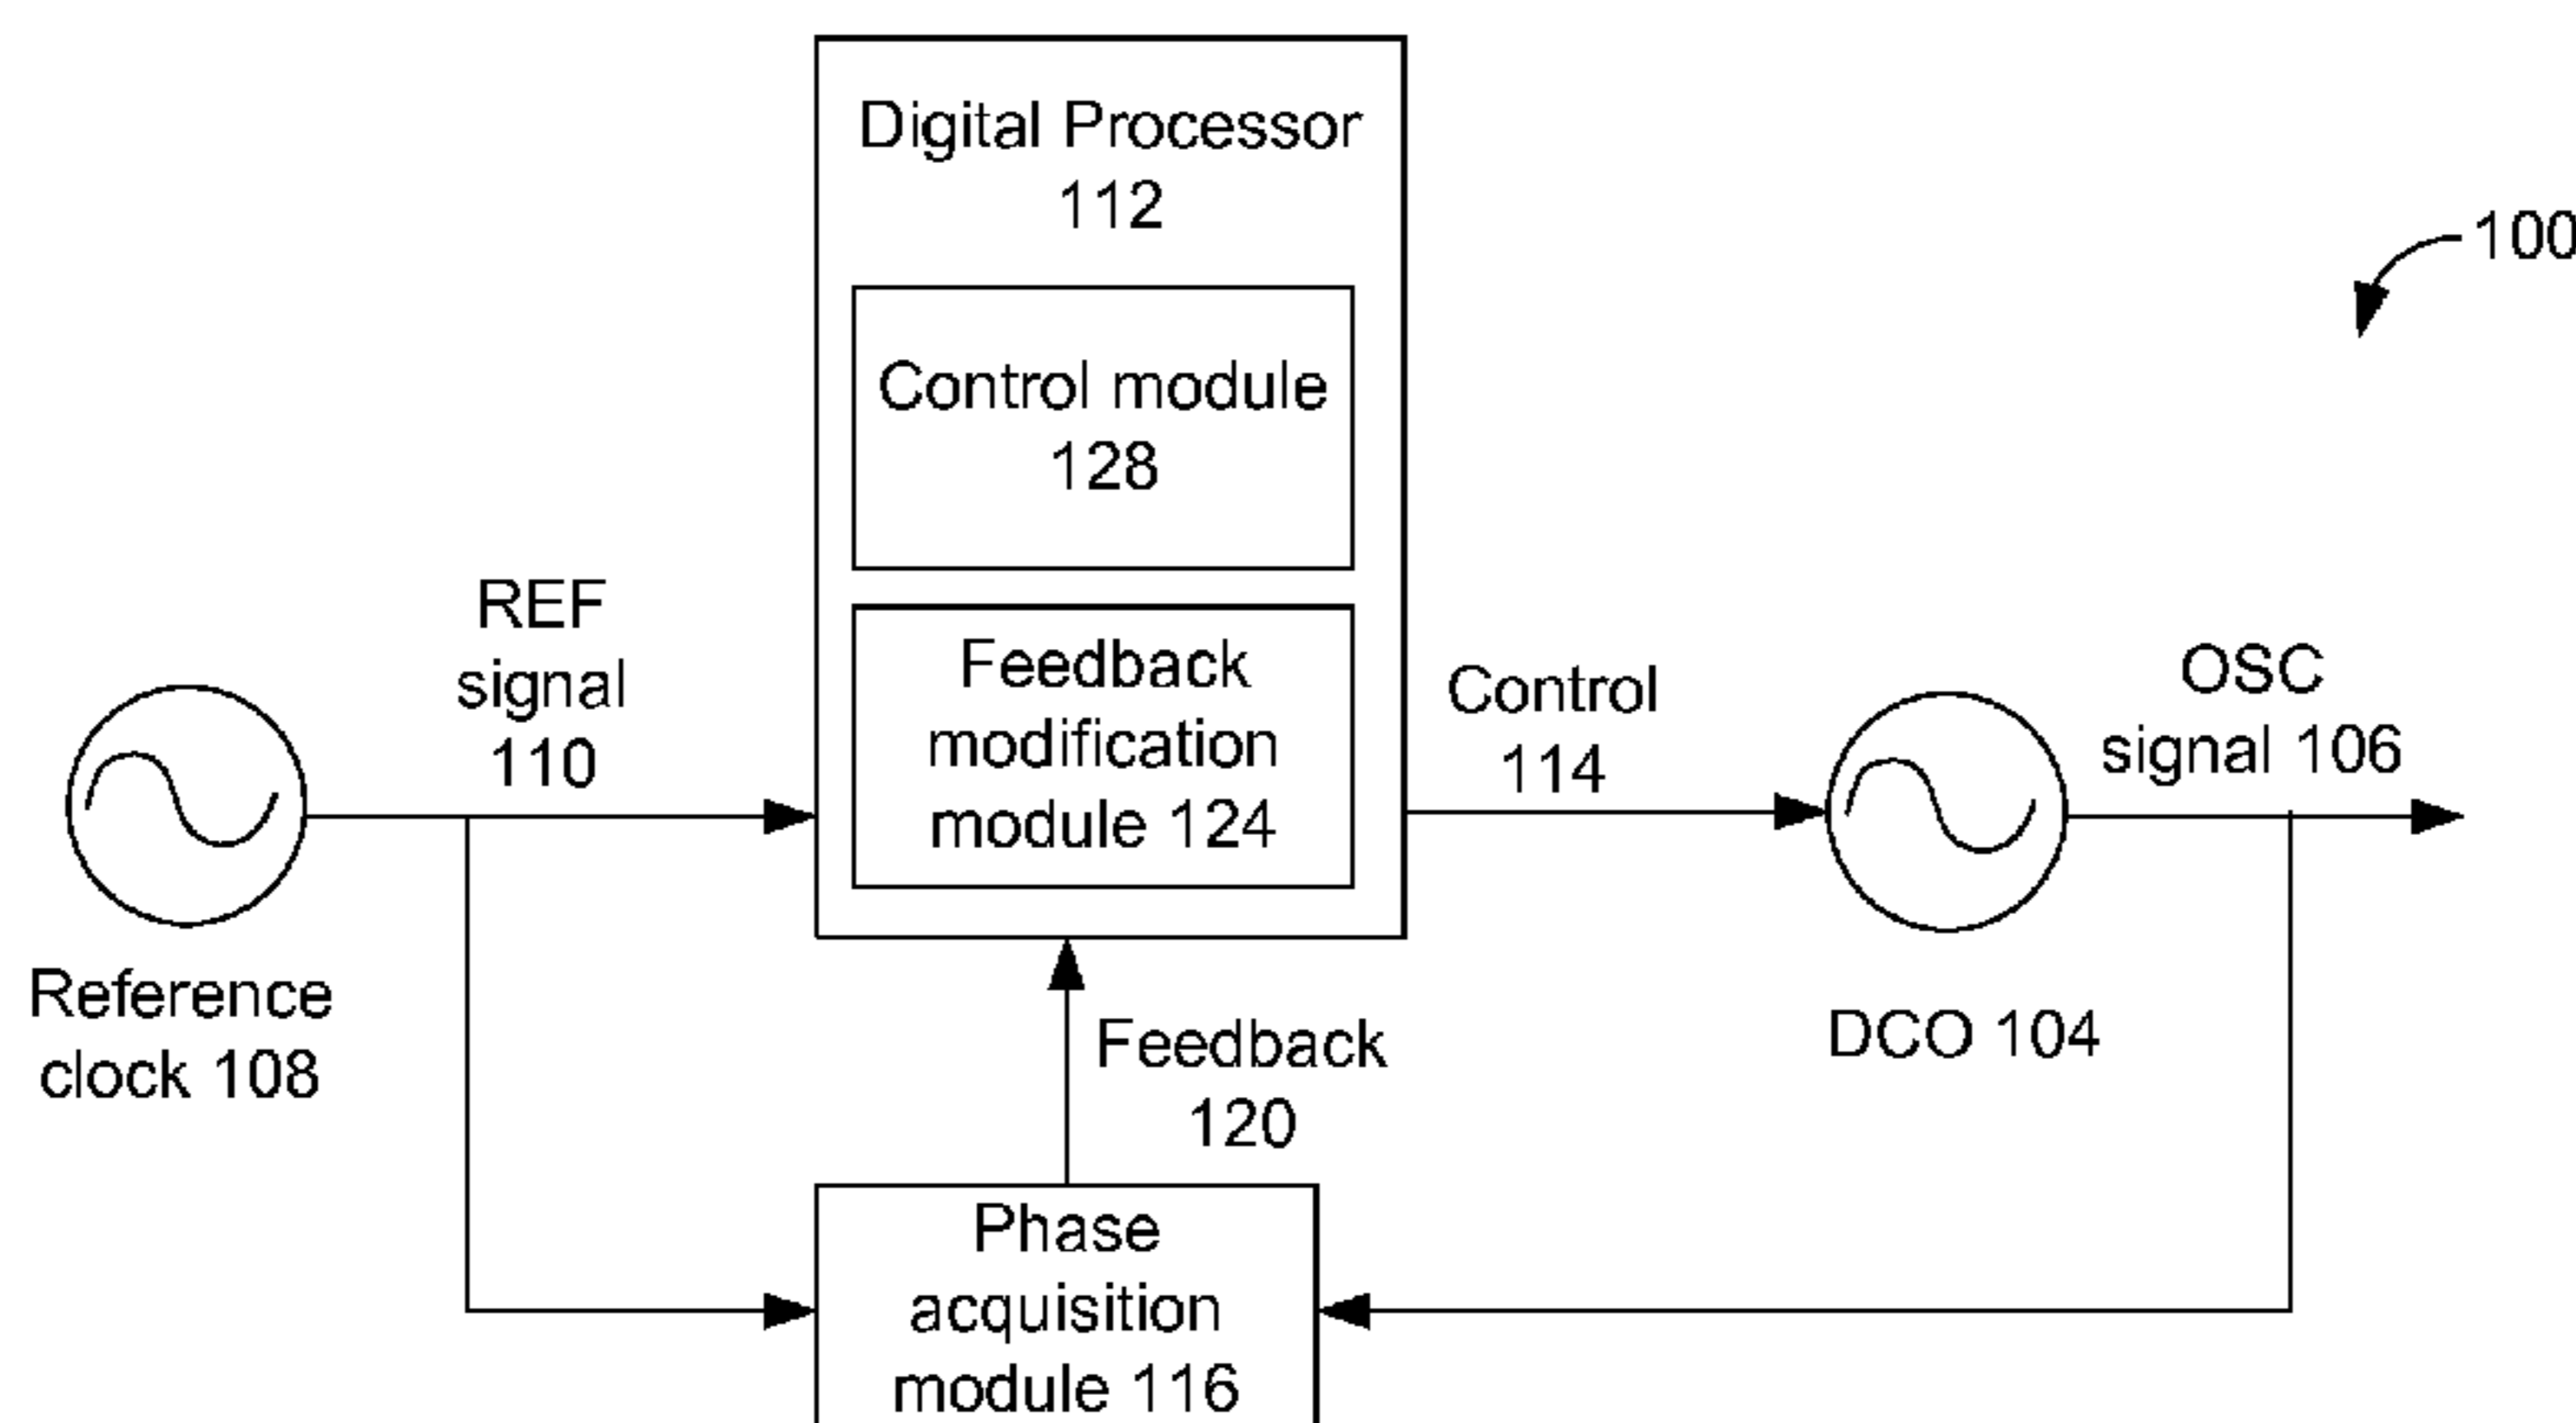 Digital Processor
112
100
Control module
128
REF
signal
110
Feedback
modification
module 124
Control
114
OSC
signal 106
Reference
clock 108
DCO 104
Feedback
120
Phase
acquisition
module 116